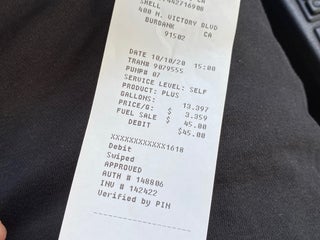 SHELL
400 N. VICTORY BLVD
BURBANK CA
91502
DATE 10/10/20 15:00
TRAN# 9079555
PUMP# 07
SERVICE LEVEL: SELF
PRODUCT: PLUS
GALLONS: 13.397
PRICE/G: $ 3.359
FUEL SALE $ 45.00
DEBIT $45.00
XXXXXXXXXXXX1618
Debit
Swiped
APPROVED
AUTH # 148806
INV # 142422
Verified by PIN